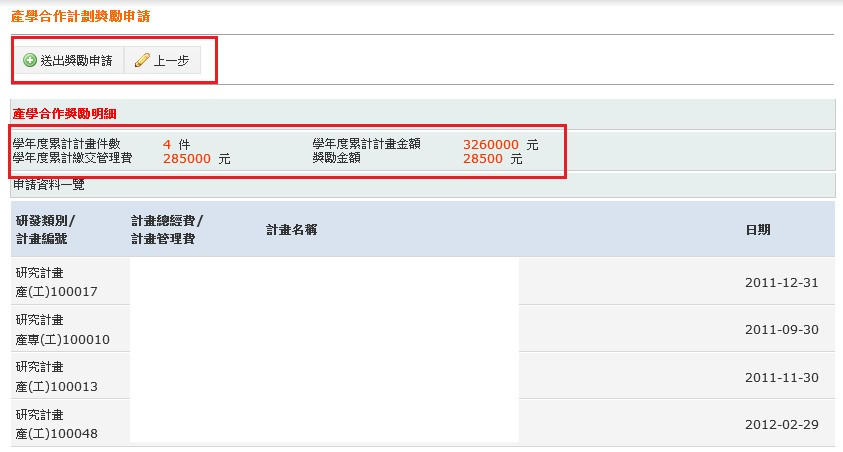 產學合作計劃獎勵申請
送出獎勵申請 上一步
產學合作獎勵明細
學年度累計計畫件數 4 件 學年度累計計畫金額 3260000 元
學年度累計繳交管理費 285000 元 獎勵金額 28500 元
申請資料一覽
研發類別/ 計畫總經費/
計畫編號 計畫管理費 計畫名稱 日期
研究計畫
產(工)100017 2011-12-31
研究計畫
產專(工)100010 2011-09-30
研究計畫
產(工)100013 2011-11-30
研究計畫
產(工)100048 2012-02-29